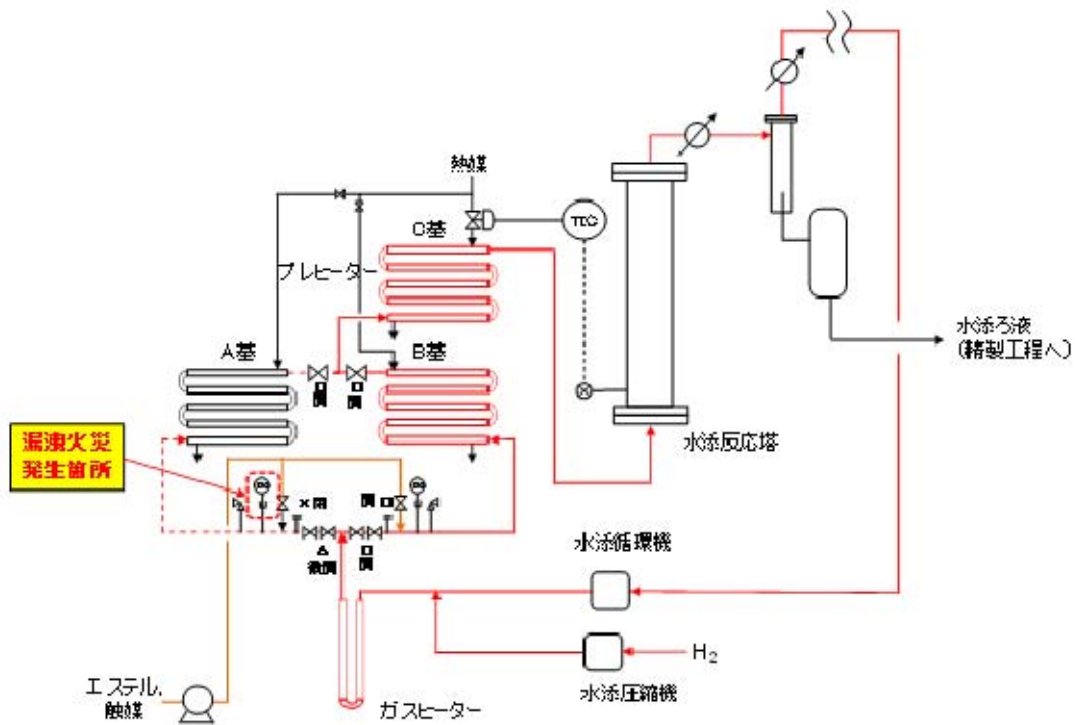 熱媒
C基
TIC
プレヒーター
A基
B基
開
開
水添ろ液
(精製工程へ)
漏洩火災
発生箇所
水添反応塔
×閉
開
△
微開
開
水添循環機
H₂
水添圧縮機
エステル,
触媒
ガスヒーター